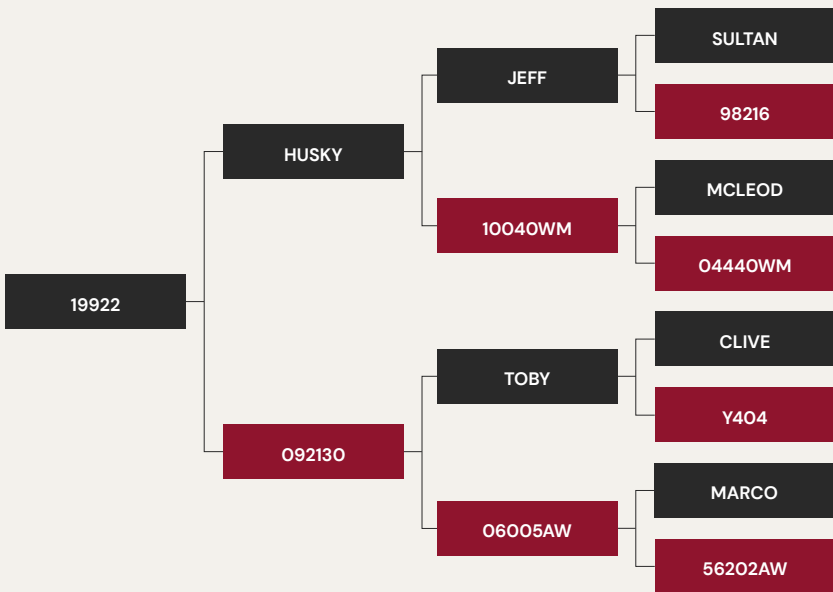 SULTAN
JEFF
98216
HUSKY
MCLEOD
10040WM
04440WM
19922
CLIVE
TOBY
Y404
092130
MARCO
06005AW
56202AW